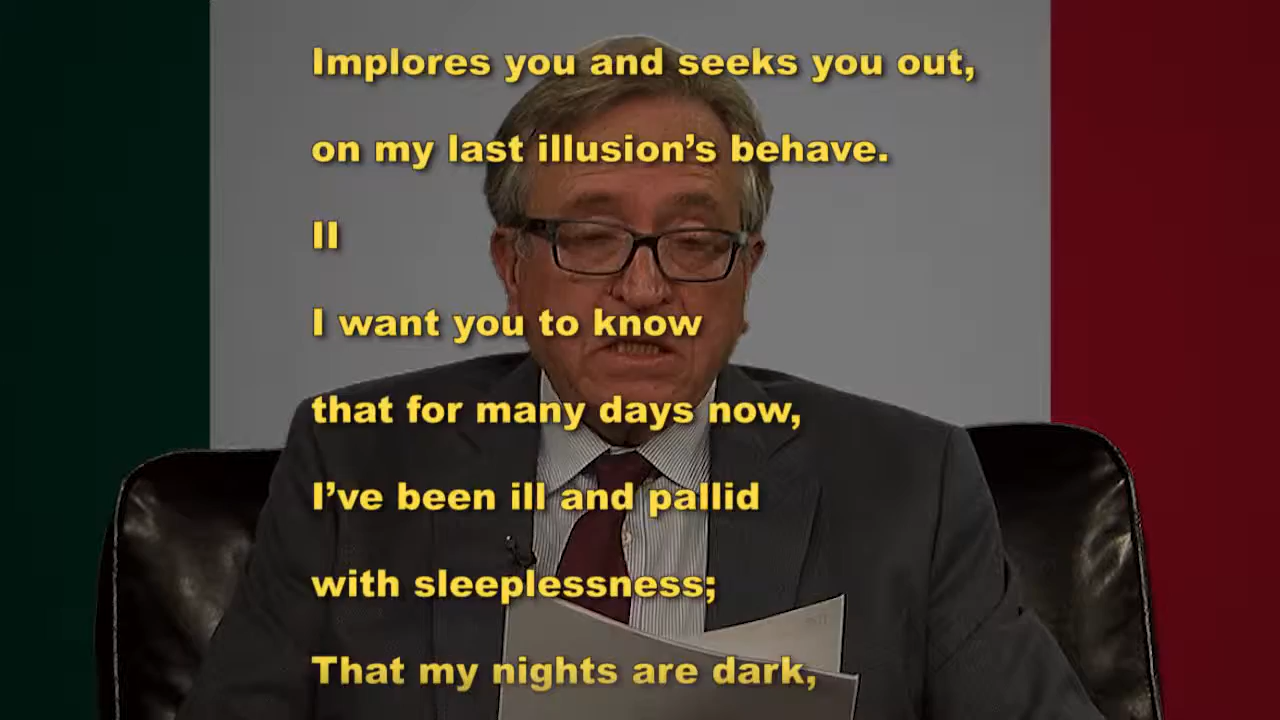 Implores you and seeks you out,
on my last illusion’s behave.
II
I want you to know
that for many days now,
I’ve been ill and pallid
with sleeplessness;
That my nights are dark,